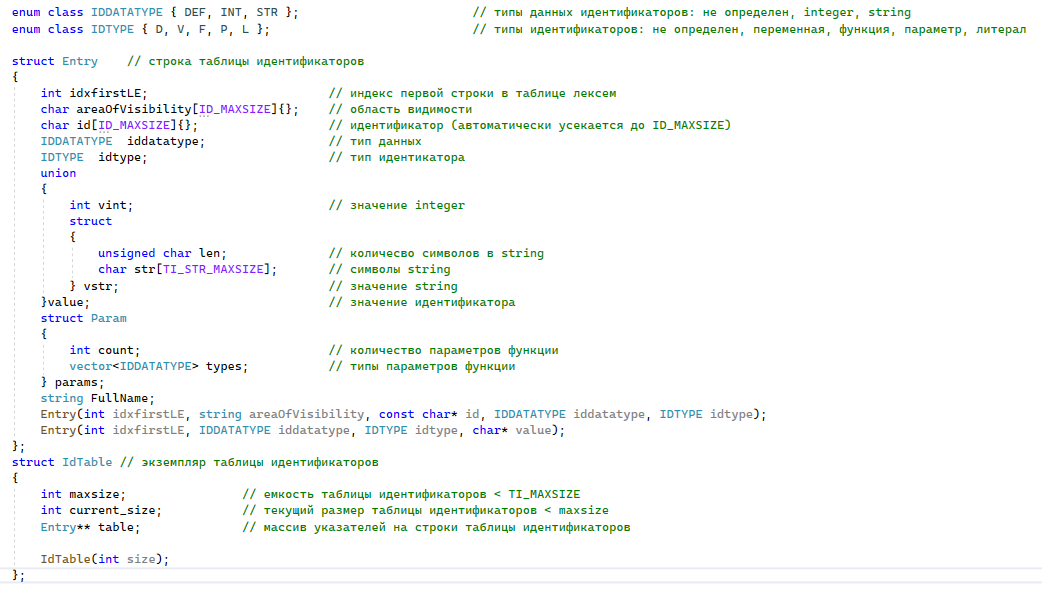 enum class IDDATATYPE { DEF, INT, STR }; // типы данных идентификаторов: не определен, integer, string
enum class IDTYPE { D, V, F, P, L }; // типы идентификаторов: не определен, переменная, функция, параметр, литерал
struct Entry // строка таблицы идентификаторов
{
int idxfirstLE; // индекс первой строки в таблице лексем
char areaOfVisibility[ID_MAXSIZE]{}; // область видимости
char id[ID_MAXSIZE]{}; // идентификатор (автоматически усекается до ID_MAXSIZE)
IDDATATYPE iddatatype; // тип данных
IDTYPE idtype; // тип идентикатора
union
{
int vint; // значение integer
struct
{
unsigned char len; // количесво символов в string
char str[TI_STR_MAXSIZE]; // символы string
} vstr; // значение string
}value; // значение идентификатора
struct Param
{
int count; // количество параметров функции
vector<IDDATATYPE> types; // типы параметров функции
} params;
string FullName;
Entry(int idxfirstLE, string areaOfVisibility, const char* id, IDDATATYPE iddatatype, IDTYPE idtype);
Entry(int idxfirstLE, IDDATATYPE iddatatype, IDTYPE idtype, char* value);
};
struct IdTable // экземпляр таблицы идентификаторов
{
int maxsize; // емкость таблицы идентификаторов < TI_MAXSIZE
int current_size; // текущий размер таблицы идентификаторов < maxsize
Entry** table; // массив указателей на строки таблицы идентификаторов
IdTable(int size);
};